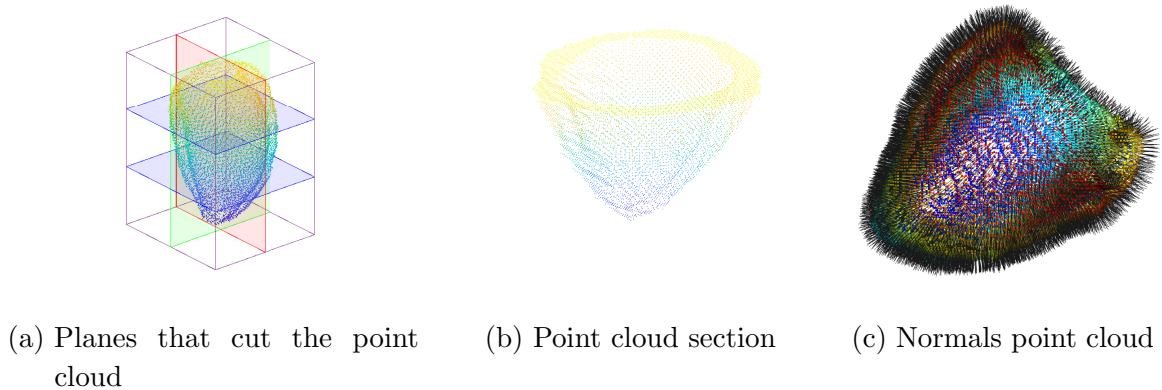 (a) Planes that cut the point
cloud
(b) Point cloud section
(c) Normals point cloud